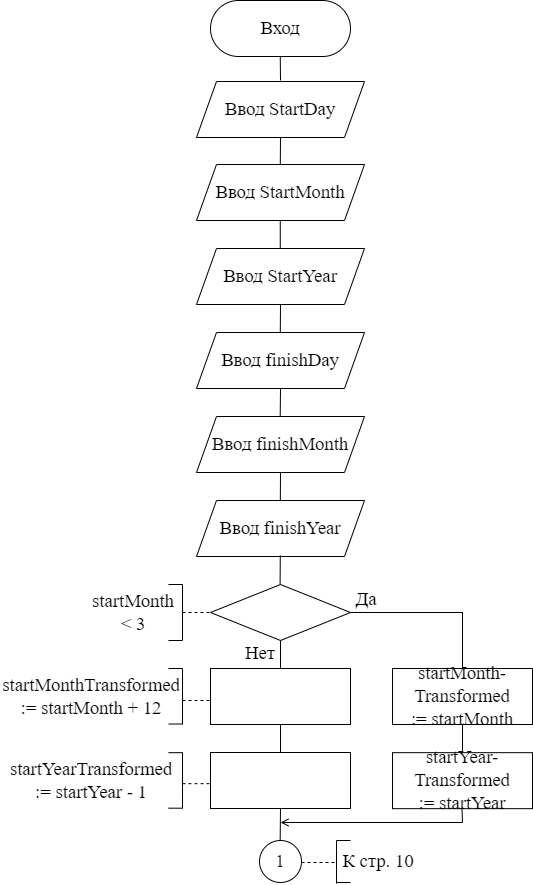 Вход
Ввод StartDay
Ввод StartMonth
Ввод StartYear
Ввод finishDay
Ввод finishMonth
Ввод finishYear
startMonth
< 3
Да
Нет
startMonthTransformed
:= startMonth + 12
startMonth-
Transformed
:= startMonth
startYearTransformed
:= startYear - 1
startYear-
Transformed
:= startYear
1
К стр. 10